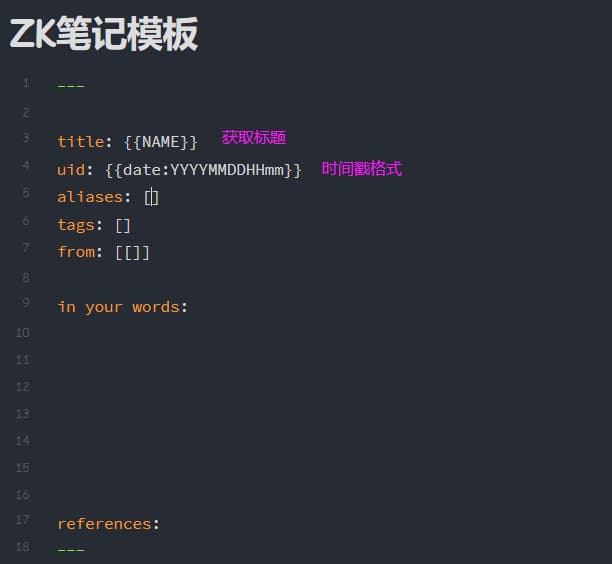 ZK笔记模板
1 ---
2
3 title: {{NAME}} 获取标题
4 uid: {{date:YYYYMMDDHHmm}} 时间戳格式
5 aliases: []
6 tags: []
7 from: [[]]
8
9 in your words:
10
11
12
13
14
15
16
17 references:
18 ---